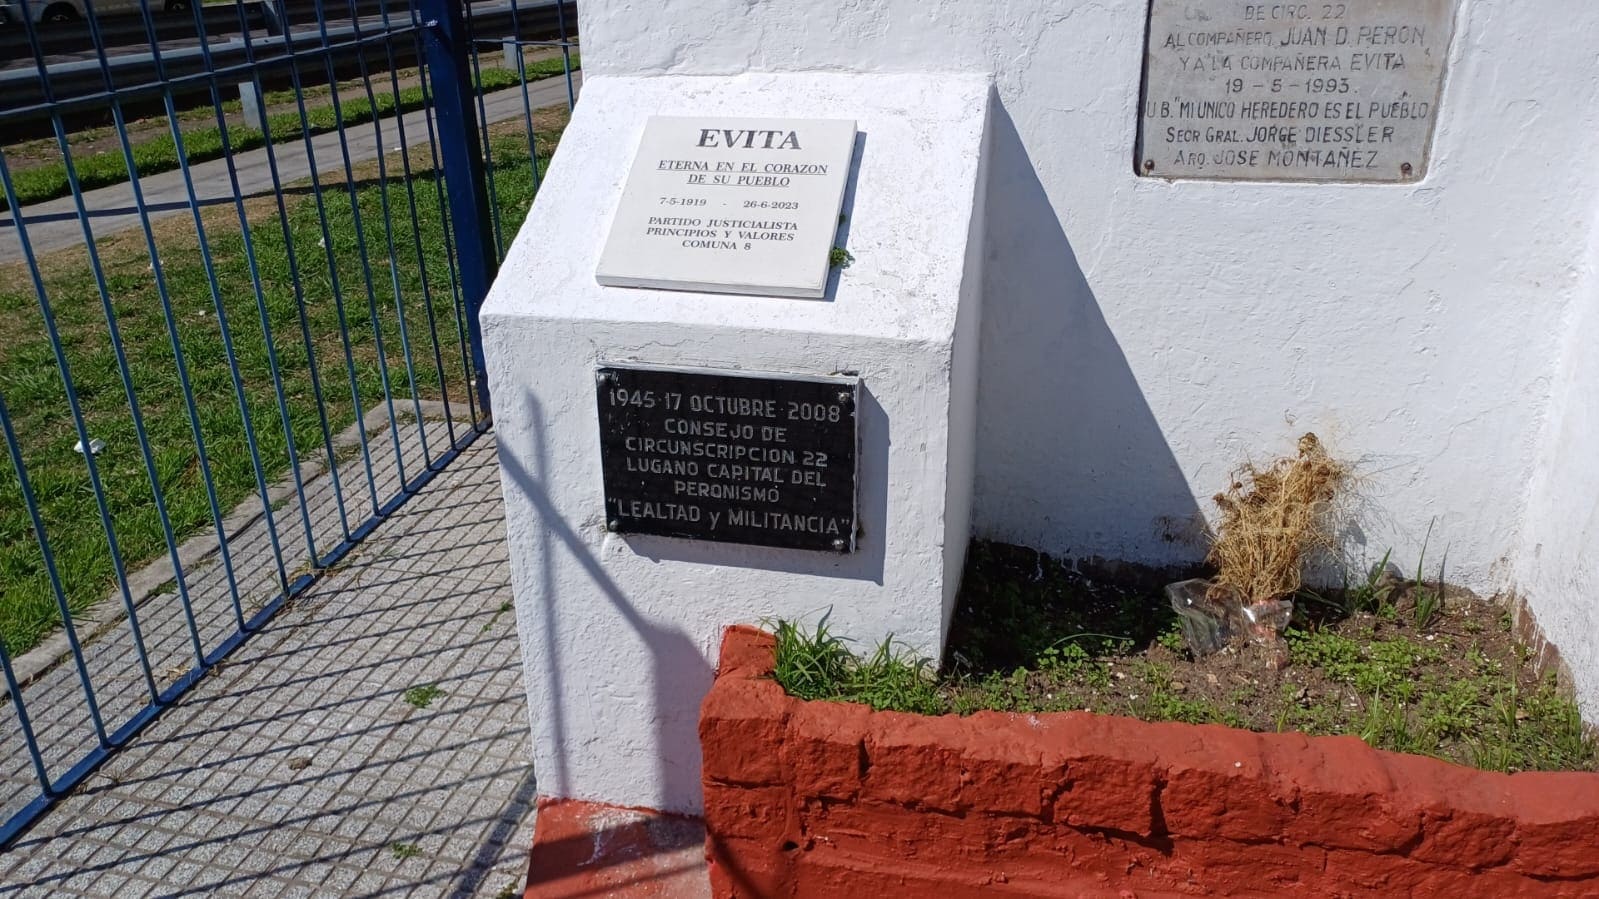 EVITA
ETERNA EN EL CORAZON
DE SU PUEBLO
7-5-1919 - 26-6-2023
PARTIDO JUSTICIALISTA
PRINCIPIOS Y VALORES
COMUNA 8
1945·17 OCTUBRE·2008
CONSEJO DE
CIRCUNSCRIPCION 22
LUGANO CAPITAL DEL
PERONISMO
"LEALTAD y MILITANCIA"
DE CIRC. 22
AL COMPAÑERO JUAN D. PERON
Y A LA COMPAÑERA EVITA
19-5-1993.
U B. "MI UNICO HEREDERO ES EL PUEBLO
SECR GRAL. JORGE DIESSLER
ARQ. JOSE MONTAÑEZ